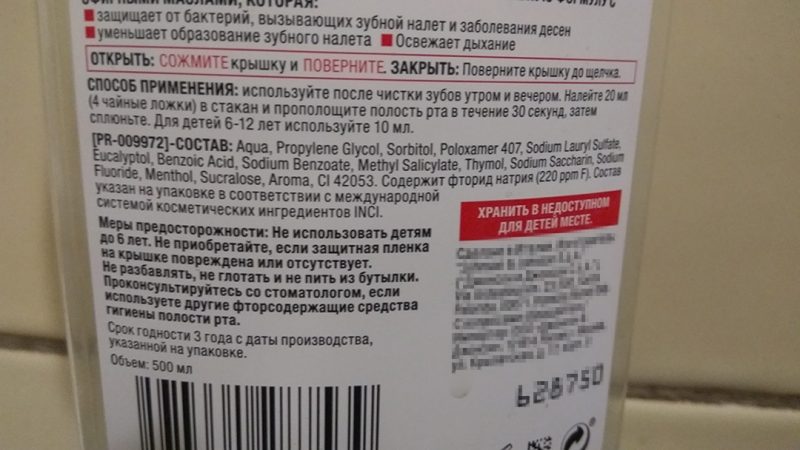 ЭФИРНЫМИ МАСЛАМИ, КОТОРАЯ:
■ защищает от бактерий, вызывающих зубной налет и заболевания десен
■ уменьшает образование зубного налета ■ Освежает дыхание
ОТКРЫТЬ: СОЖМИТЕ крышку и ПОВЕРНИТЕ. ЗАКРЫТЬ: Поверните крышку до щелчка.
СПОСОБ ПРИМЕНЕНИЯ: используйте после чистки зубов утром и вечером. Налейте 20 мл
(4 чайные ложки) в стакан и прополощите полость рта в течение 30 секунд, затем
сплюньте. Для детей 6-12 лет используйте 10 мл.
[PR-009972]-СОСТАВ: Aqua, Propylene Glycol, Sorbitol, Poloxamer 407, Sodium Lauryl Sulfate,
Eucalyptol, Benzoic Acid, Sodium Benzoate, Methyl Salicylate, Thymol, Sodium Saccharin, Sodium
Fluoride, Menthol, Sucralose, Aroma, CI 42053. Содержит фторид натрия (220 ppm F). Состав
указан на упаковке в соответствии с международной
системой косметических ингредиентов INCI.
ХРАНИТЬ В НЕДОСТУПНОМ
ДЛЯ ДЕТЕЙ МЕСТЕ.
Меры предосторожности: Не использовать детям
до 6 лет. Не приобретайте, если защитная пленка
на крышке повреждена или отсутствует.
Не разбавлять, не глотать и не пить из бутылки.
Проконсультируйтесь со стоматологом, если
используете другие фторсодержащие средства
гигиены полости рта.
Срок годности 3 года с даты производства,
указанной на упаковке.
Объем: 500 мл
628750